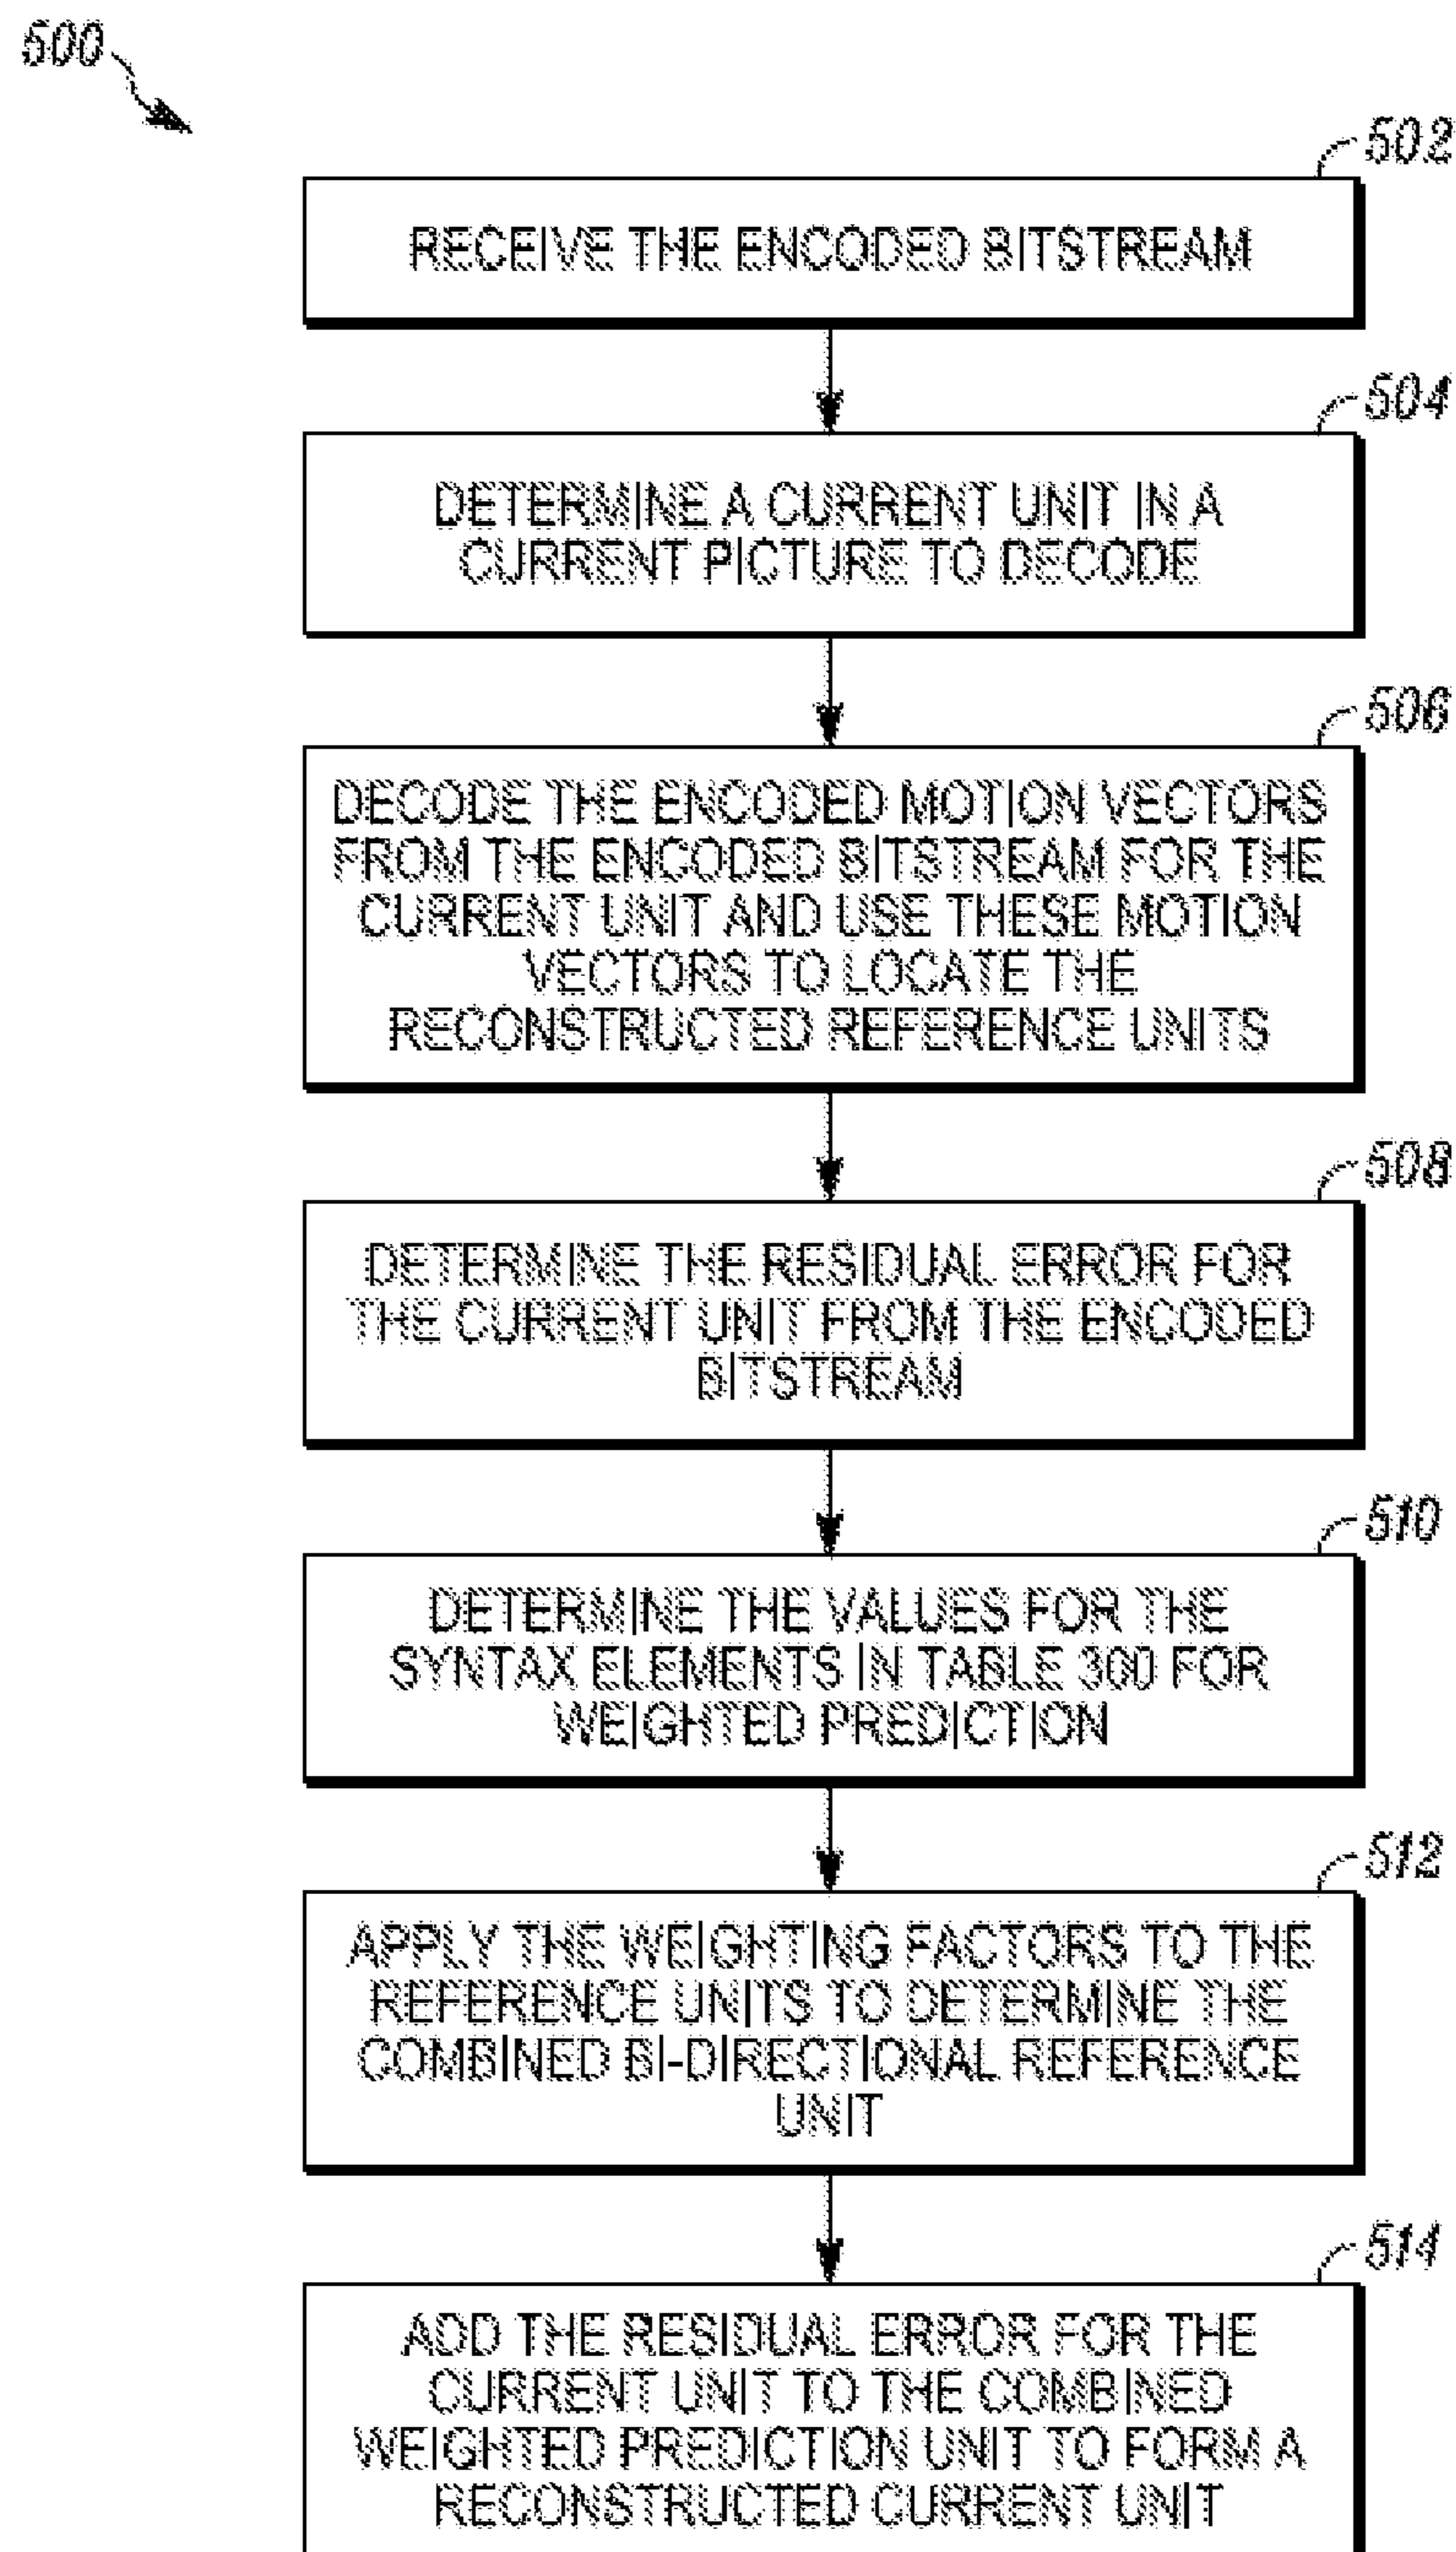 500
502
RECEIVE THE ENCODED BITSTREAM
504
DETERMINE A CURRENT UNIT IN A
CURRENT PICTURE TO DECODE
506
DECODE THE ENCODED MOTION VECTORS
FROM THE ENCODED BITSTREAM FOR THE
CURRENT UNIT AND USE THESE MOTION
VECTORS TO LOCATE THE
RECONSTRUCTED REFERENCE UNITS
508
DETERMINE THE RESIDUAL ERROR FOR
THE CURRENT UNIT FROM THE ENCODED
BITSTREAM
510
DETERMINE THE VALUES FOR THE
SYNTAX ELEMENTS IN TABLE 300 FOR
WEIGHTED PREDICTION
512
APPLY THE WEIGHTING FACTORS TO THE
REFERENCE UNITS TO DETERMINE THE
COMBINED BI-DIRECTIONAL REFERENCE
UNIT
514
ADD THE RESIDUAL ERROR FOR THE
CURRENT UNIT TO THE COMBINED
WEIGHTED PREDICTION UNIT TO FORM A
RECONSTRUCTED CURRENT UNIT